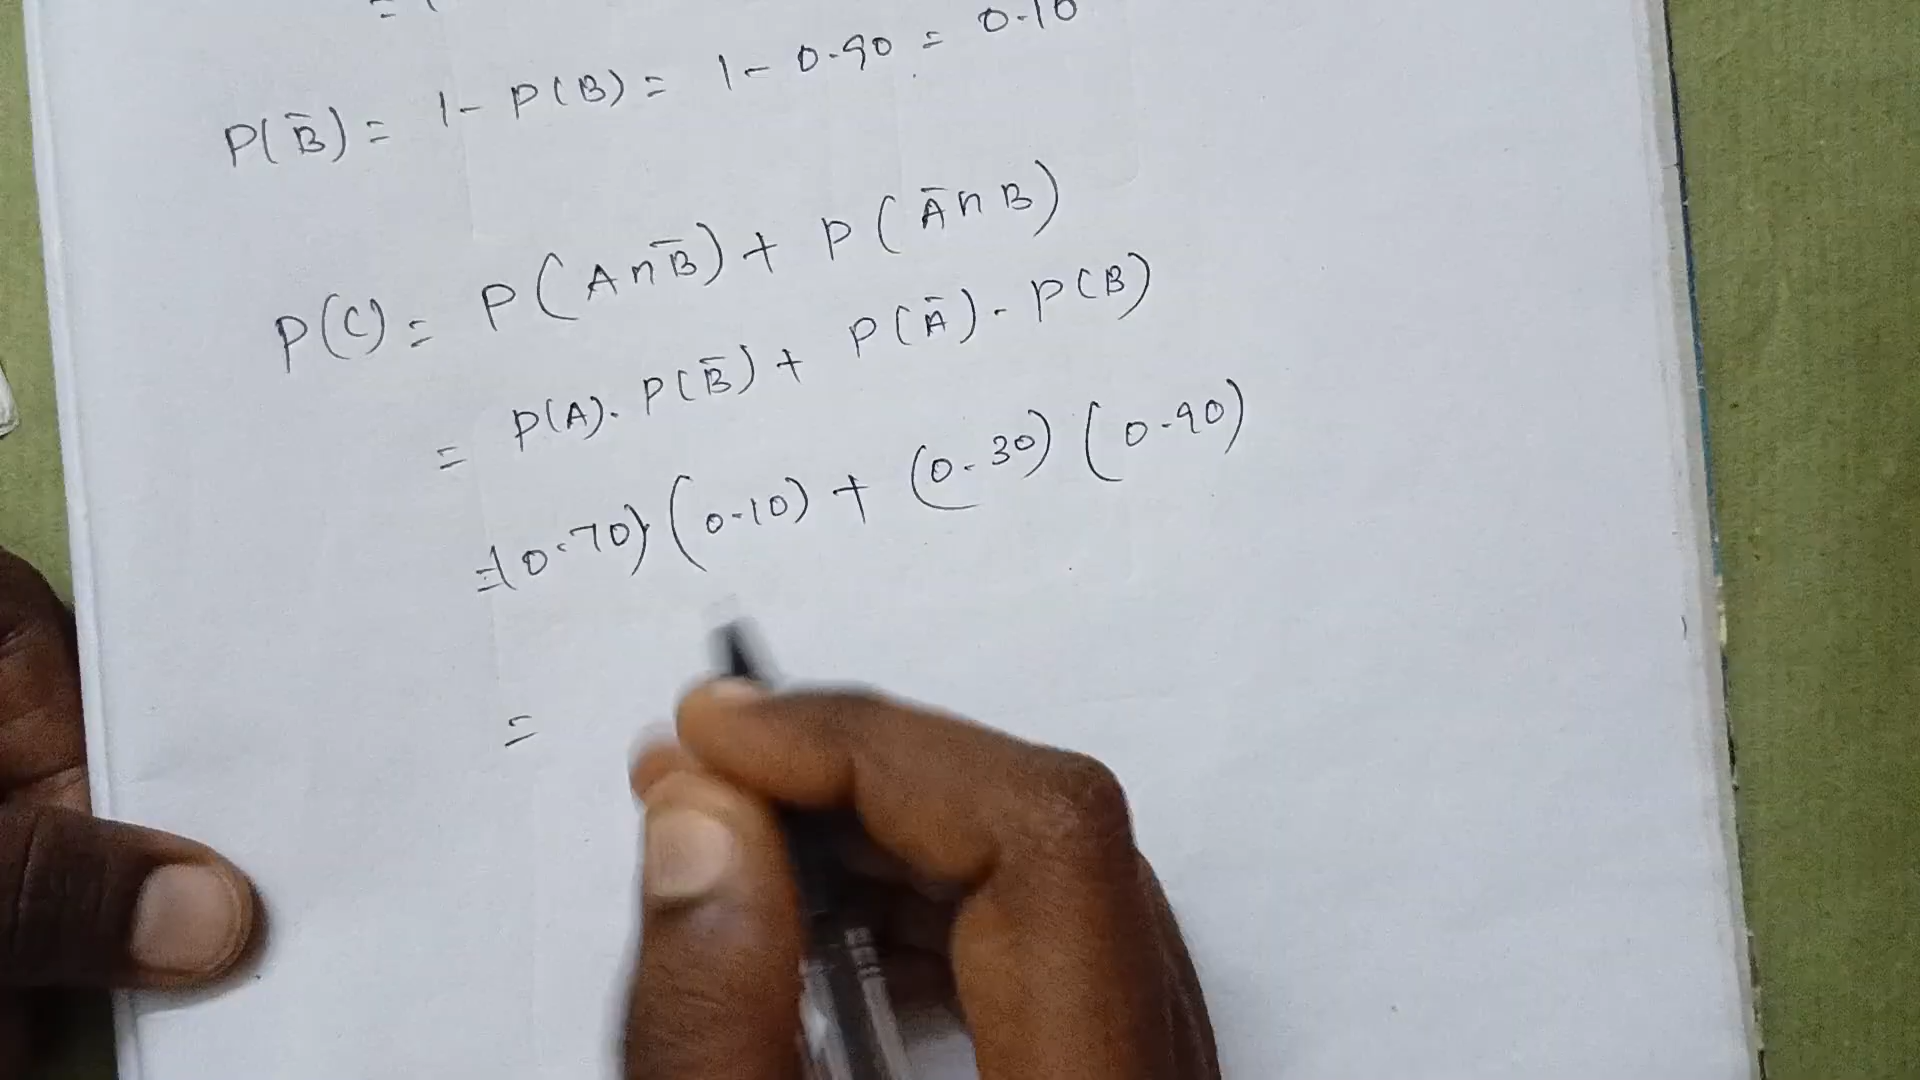 P(B̄) = 1 - P(B) = 1 - 0.90 = 0.10
P(C) = P(A∩B̄) + P(Ā∩B)
= P(A). P(B̄) + P(Ā). P(B)
=(0.70)(0.10) + (0.30)(0.90)
=